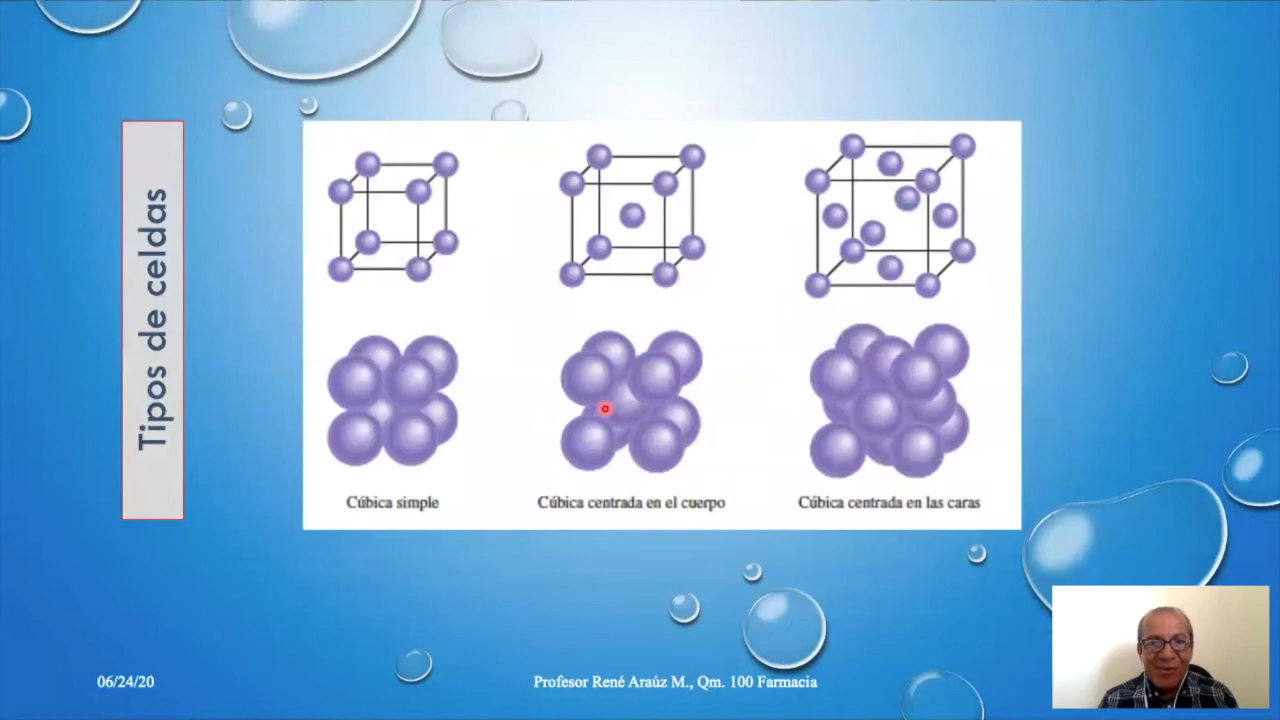 Tipos de celdas
Cúbica simple
Cúbica centrada en el cuerpo
Cúbica centrada en las caras
06/24/20
Profesor René Araúz M., Qm. 100 Farmacia